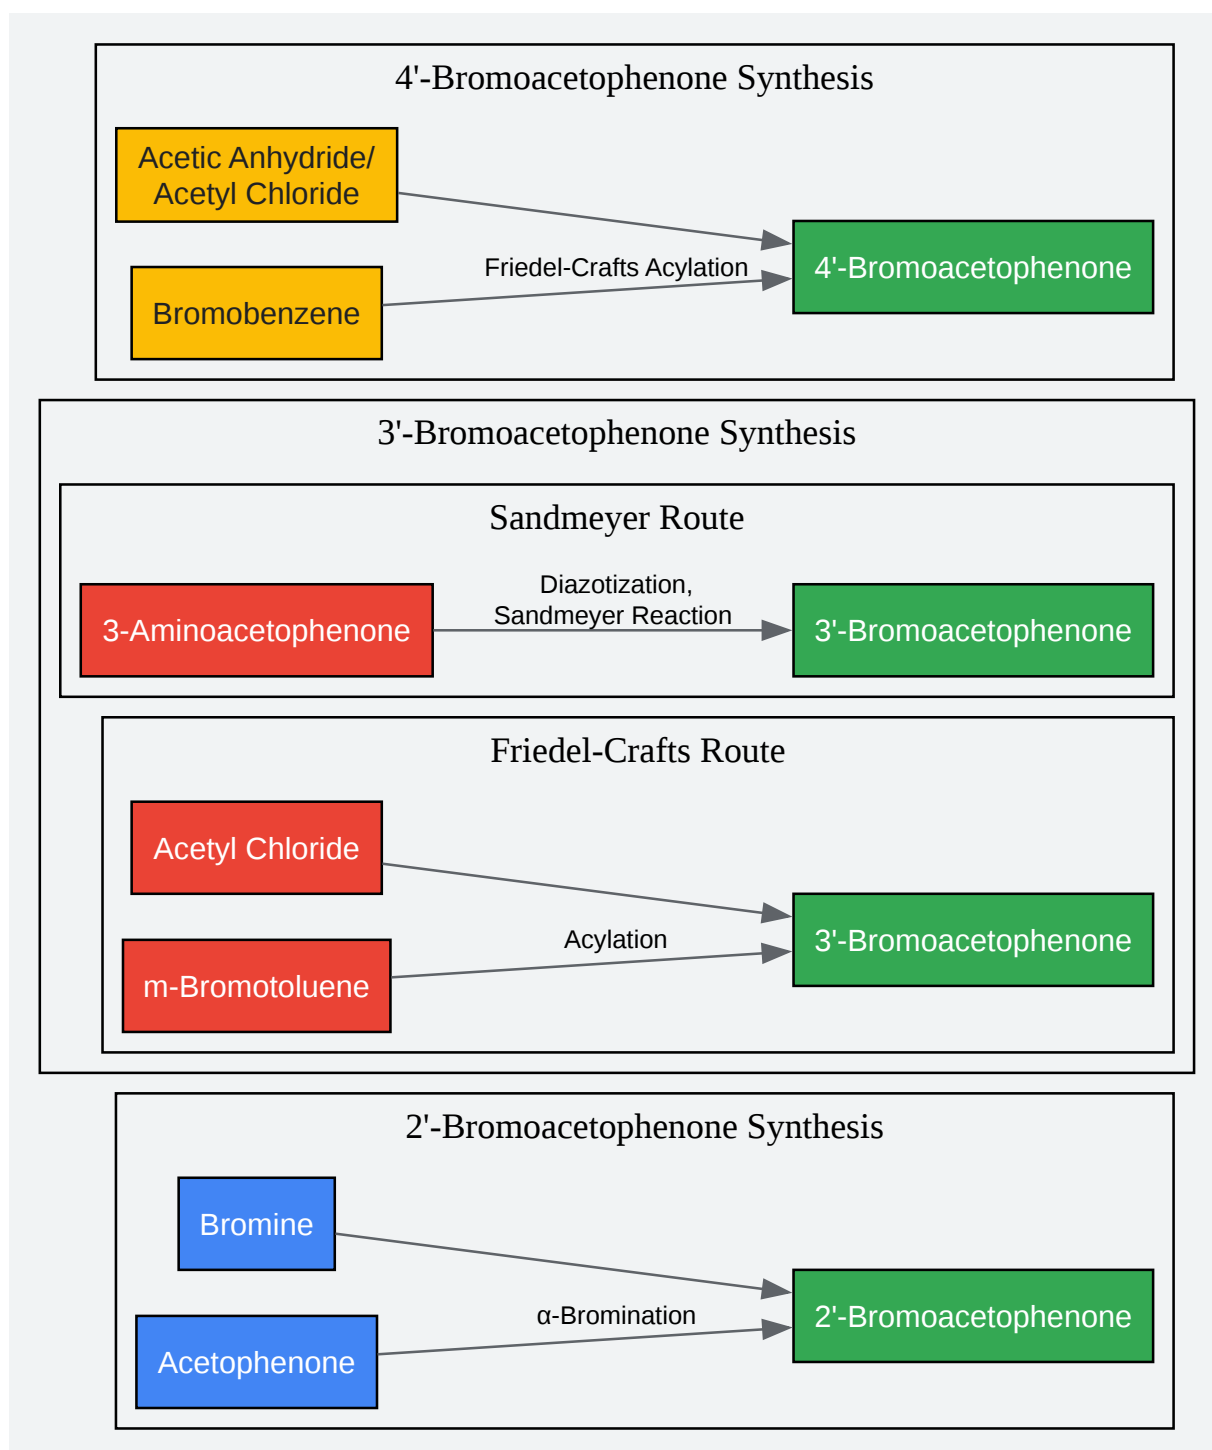 4'-Bromoacetophenone Synthesis
Acetic Anhydride/
Acetyl Chloride
Friedel-Crafts Acylation
4'-Bromoacetophenone
Bromobenzene
3'-Bromoacetophenone Synthesis
Sandmeyer Route
3-Aminoacetophenone
Diazotization,
Sandmeyer Reaction
3'-Bromoacetophenone
Friedel-Crafts Route
Acetyl Chloride
Acylation
3'-Bromoacetophenone
m-Bromotoluene
2'-Bromoacetophenone Synthesis
Bromine
α-Bromination
2'-Bromoacetophenone
Acetophenone